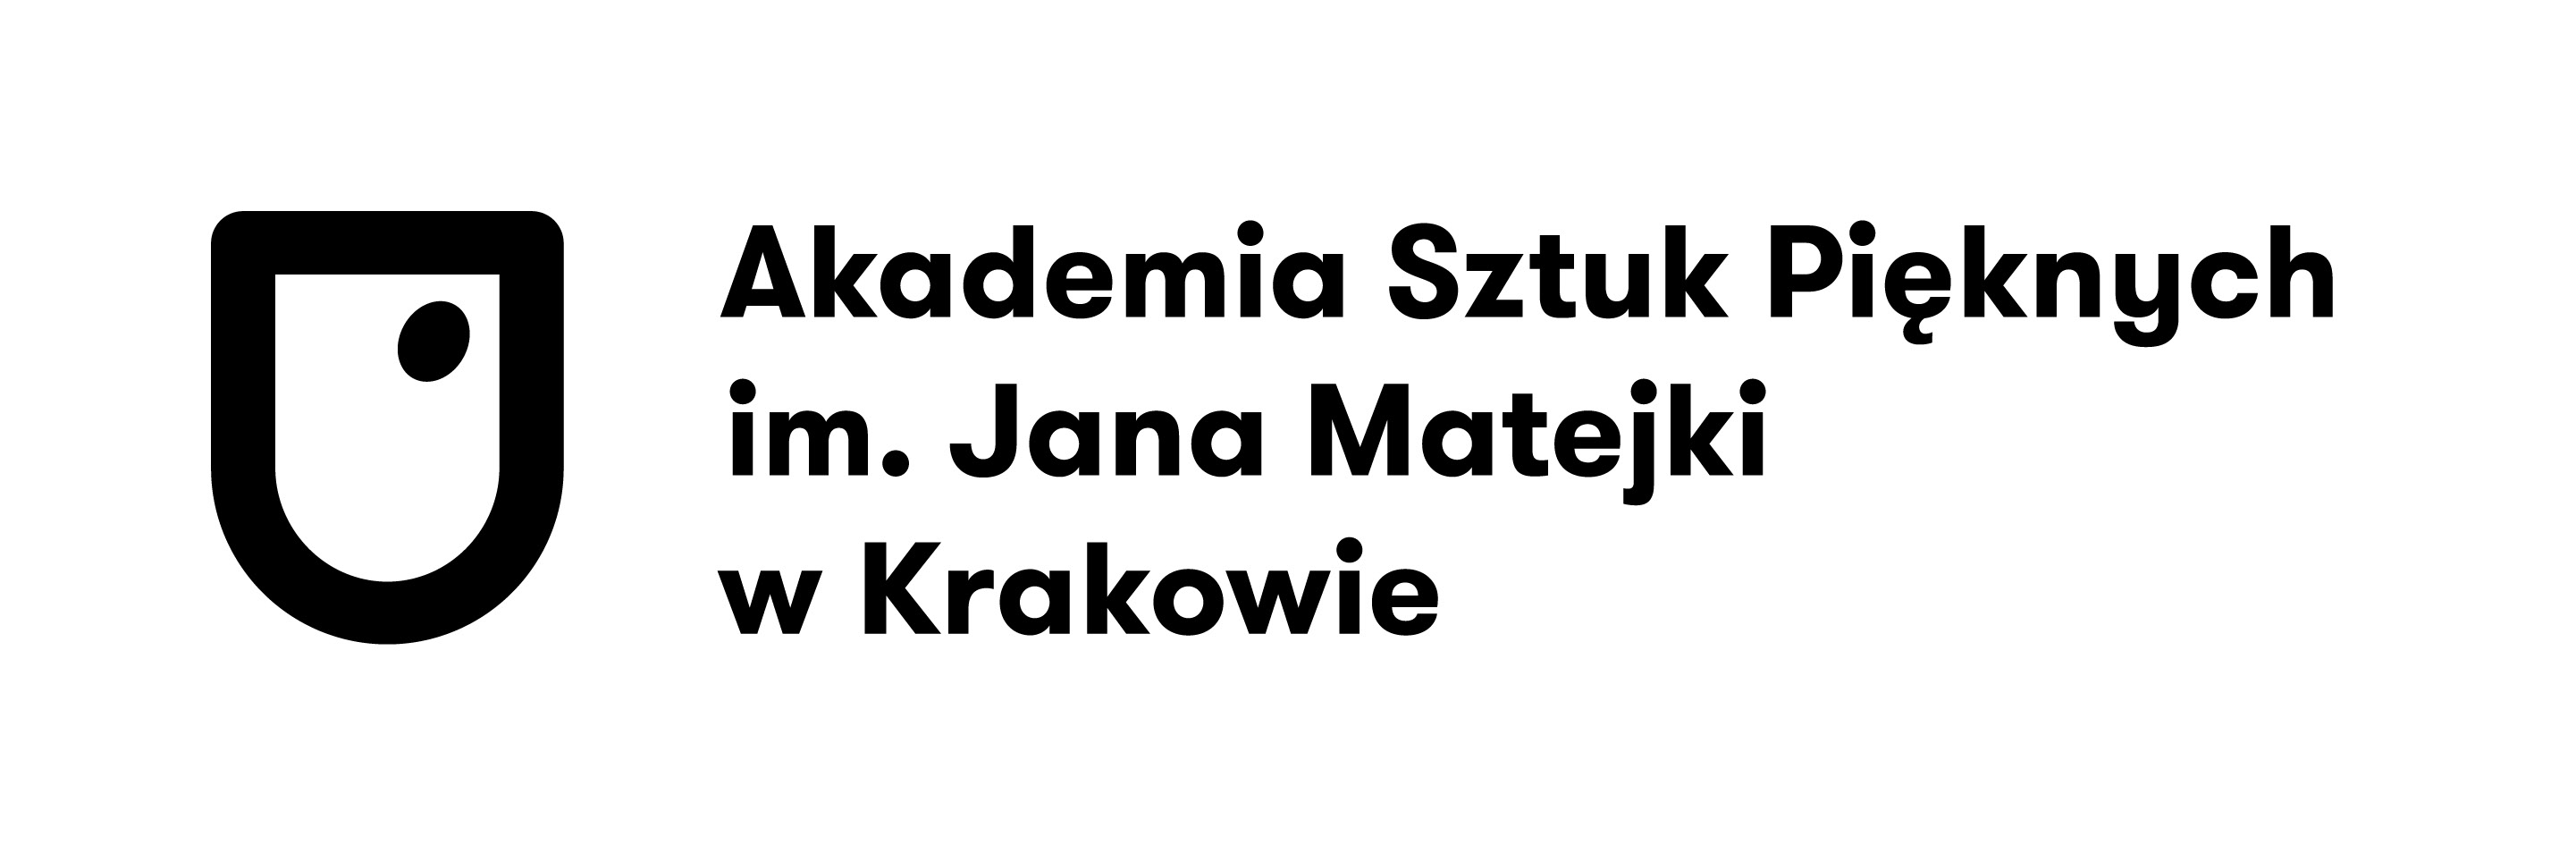 Akademia Sztuk Pięknych
im. Jana Matejki
w Krakowie